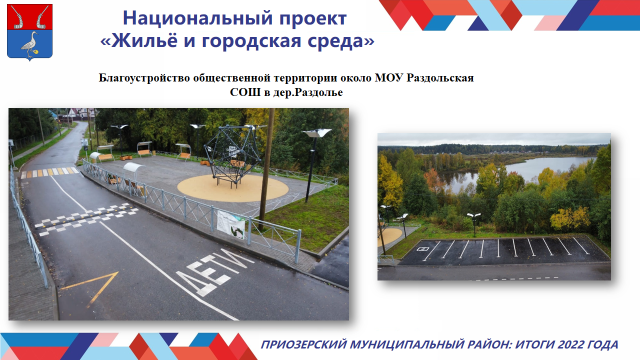 Национальный проект
«Жильё и городская среда»
Благоустройство общественной территории около МОУ Раздольская
СОШ в дер.Раздолье
ДЕТИ
ПРИОЗЕРСКИЙ МУНИЦИПАЛЬНЫЙ РАЙОН: ИТОГИ 2022 ГОДА